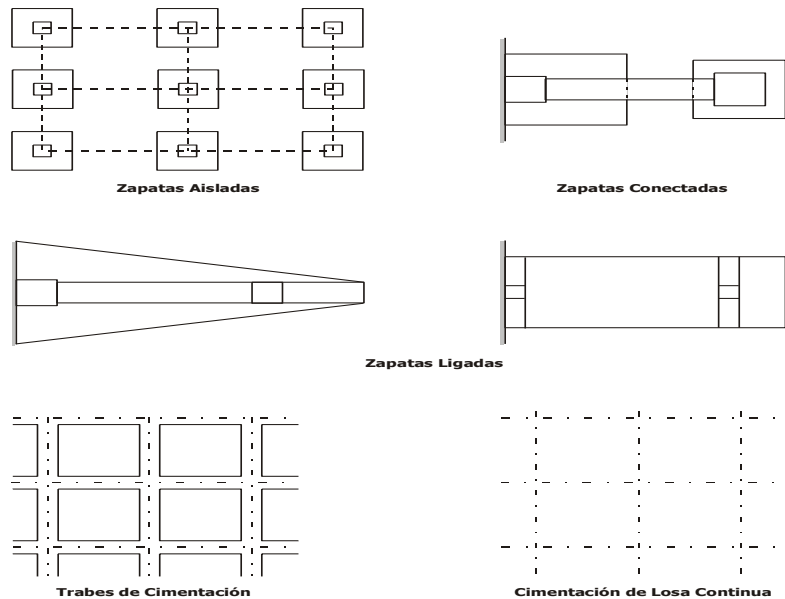 Zapatas Aisladas
Zapatas Conectadas
Zapatas Ligadas
Trabes de Cimentación
Cimentación de Losa Continua